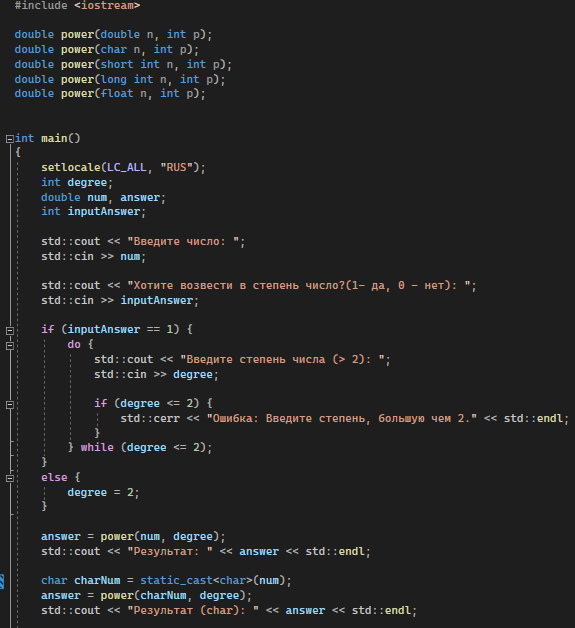 #include <iostream>
double power(double n, int p);
double power(char n, int p);
double power(short int n, int p);
double power(long int n, int p);
double power(float n, int p);
int main()
{
setlocale(LC_ALL, "RUS");
int degree;
double num, answer;
int inputAnswer;
std::cout << "Введите число: ";
std::cin >> num;
std::cout << "Хотите возвести в степень число?(1- да, 0 - нет): ";
std::cin >> inputAnswer;
if (inputAnswer == 1) {
do {
std::cout << "Введите степень числа (> 2): ";
std::cin >> degree;
if (degree <= 2) {
std::cerr << "Ошибка: Введите степень, большую чем 2." << std::endl;
}
} while (degree <= 2);
}
else {
degree = 2;
}
answer = power(num, degree);
std::cout << "Результат: " << answer << std::endl;
char charNum = static_cast<char>(num);
answer = power(charNum, degree);
std::cout << "Результат (char): " << answer << std::endl;